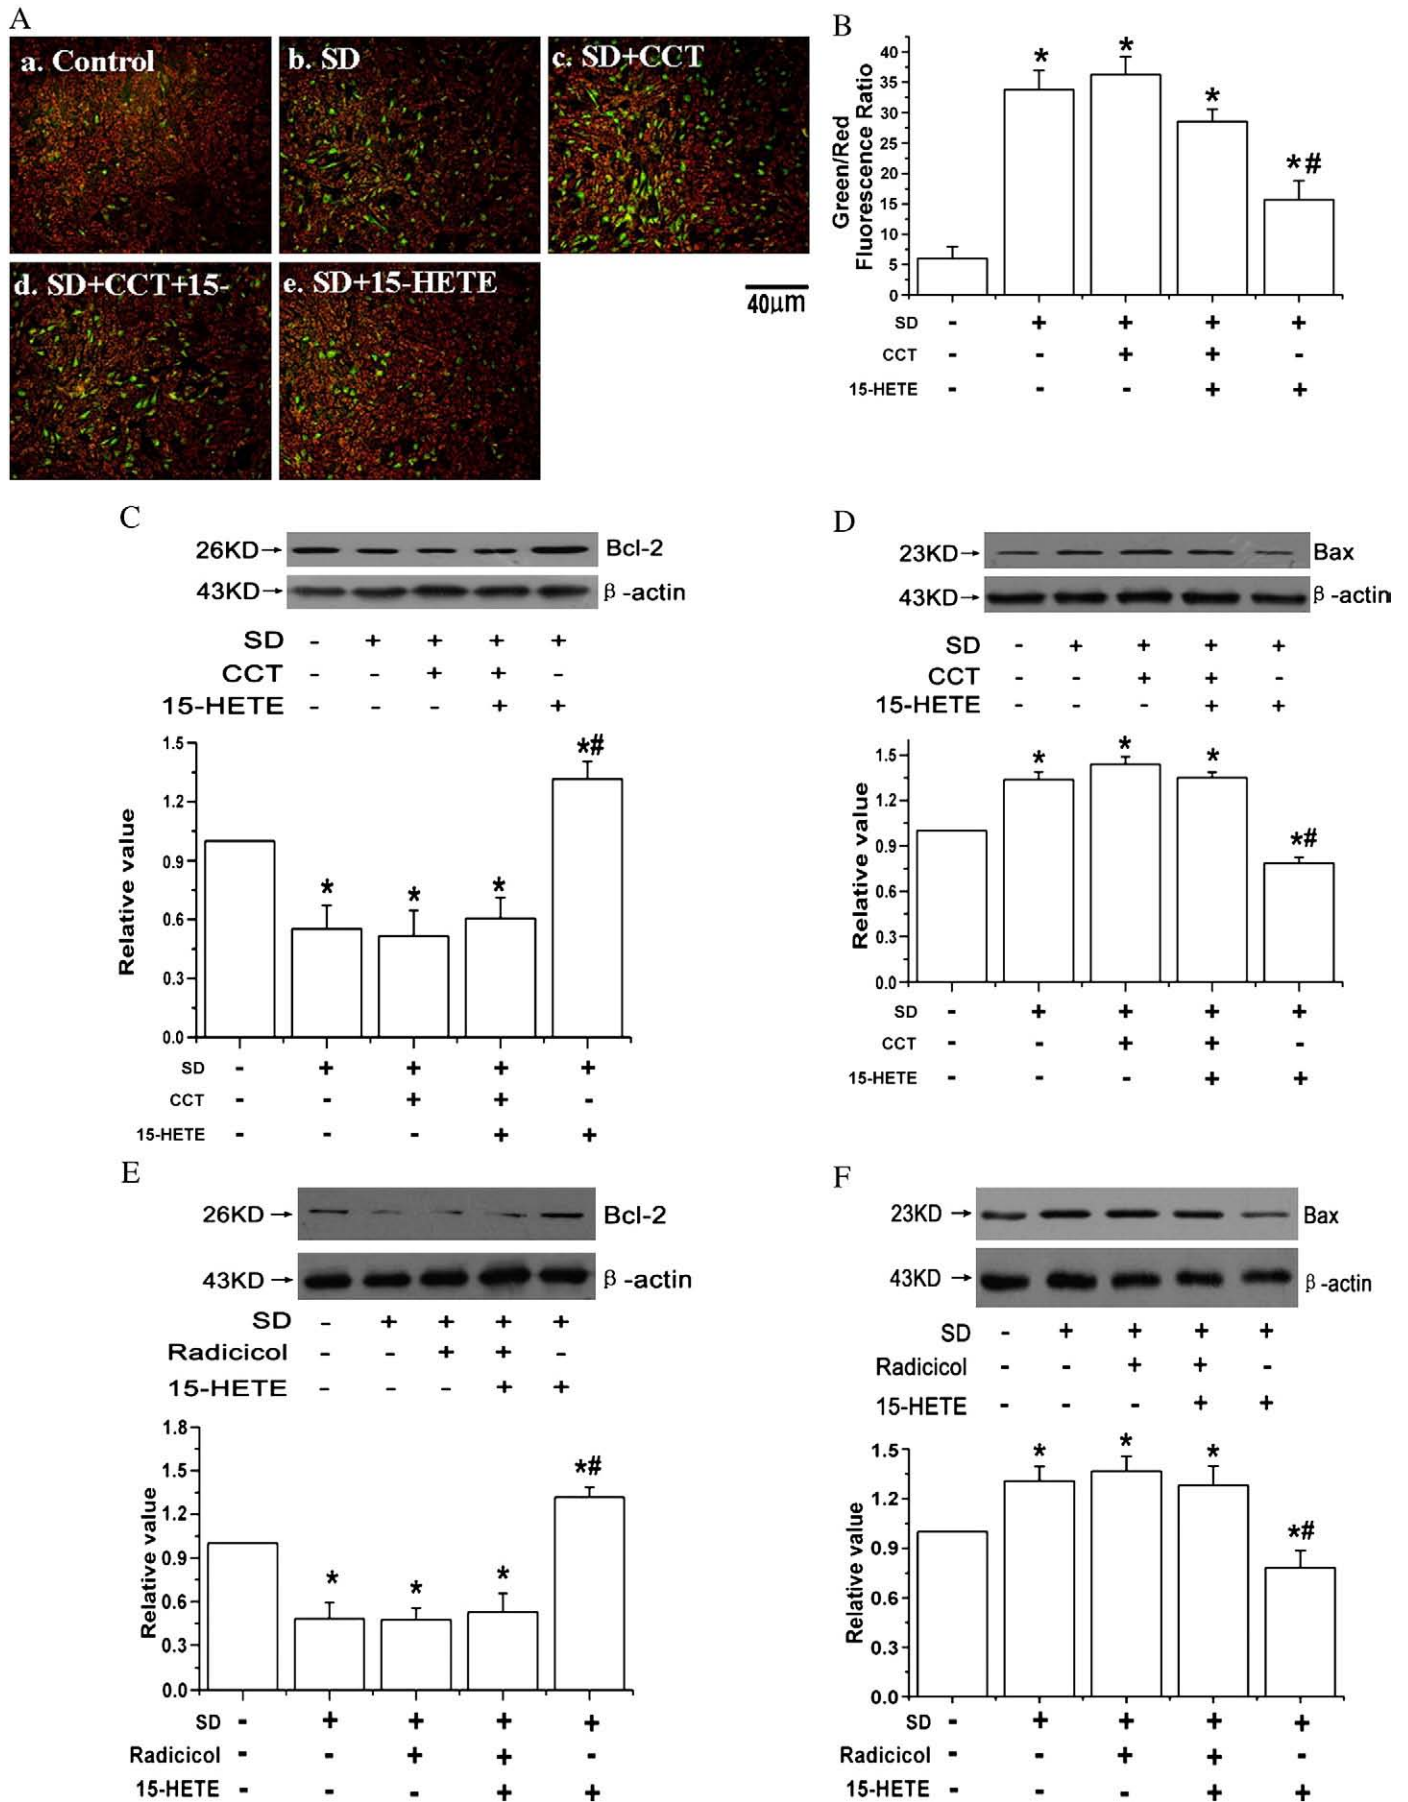 A
a. Control
b. SD
c. SD+CCT
d. SD+CCT+15-
e. SD+15-HETE
40μm
B
Green/Red
Fluorescence Ratio
40
35
30
25
20
15
10
5
0
* * * *#
SD - + + + +
CCT - - + + -
15-HETE - - - + +
C
26KD→ Bcl-2
43KD→ β-actin
SD - + + + +
CCT - - + + -
15-HETE - - - + +
Relative value
1.5
1.2
0.9
0.6
0.3
0.0
* * * *#
SD - + + + +
CCT - - + + -
15-HETE - - - + +
D
23KD→ Bax
43KD→ β-actin
SD - + + + +
CCT - - + + -
15-HETE - - - + +
Relative value
1.5
1.2
0.9
0.6
0.3
0.0
* * * *#
SD - + + + +
CCT - - + + -
15-HETE - - - + +
E
26KD→ Bcl-2
43KD→ β-actin
SD - + + + +
Radicicol - - + + -
15-HETE - - - + +
Relative value
1.8
1.5
1.2
0.9
0.6
0.3
0.0
* * * *#
SD - + + + +
Radicicol - - + + -
15-HETE - - - + +
F
23KD → Bax
43KD → β-actin
SD - + + + +
Radicicol - - + + -
15-HETE - - - + +
Relative value
1.5
1.2
0.9
0.6
0.3
0.0
* * * *#
SD - + + + +
Radicicol - - + + -
15-HETE - - - + +